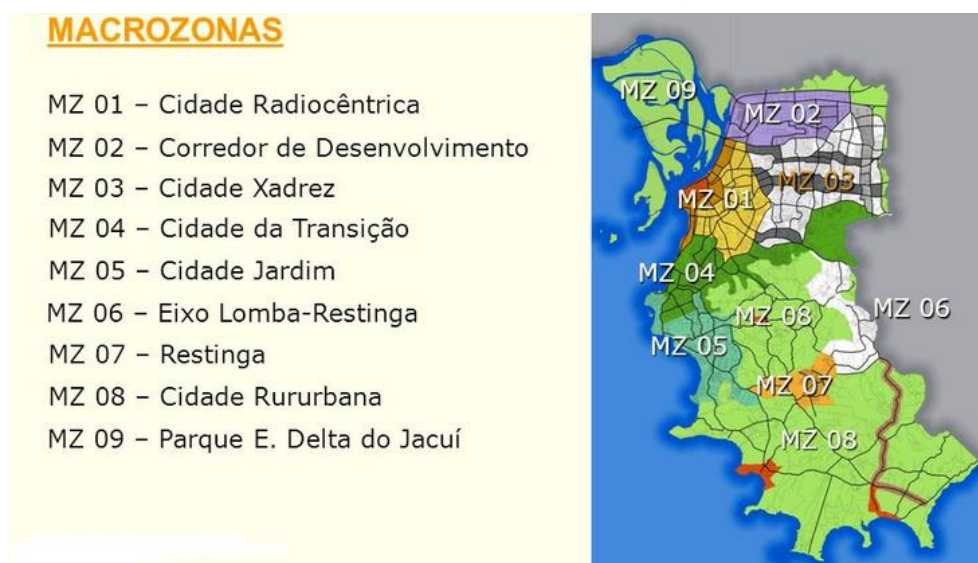 MACROZONAS
MZ 01 – Cidade Radiocêntrica
MZ 02 – Corredor de Desenvolvimento
MZ 03 – Cidade Xadrez
MZ 04 – Cidade da Transição
MZ 05 – Cidade Jardim
MZ 06 – Eixo Lomba-Restinga
MZ 07 – Restinga
MZ 08 – Cidade Rururbana
MZ 09 – Parque E. Delta do Jacuí
MZ 09
MZ 02
MZ 03
MZ 01
MZ 04
MZ 06
MZ 08
MZ 05
MZ 07
MZ 08